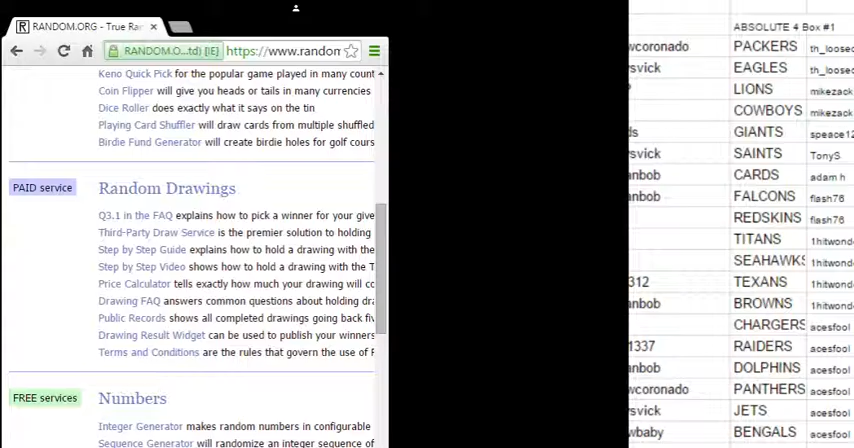 RANDOM.ORG - True Ra
RANDOM.O...td) [IE] https://www.random
Keno Quick Pick for the popular game played in many count
Coin Flipper will give you heads or tails in many currencies
Dice Roller does exactly what it says on the tin
Playing Card Shuffler will draw cards from multiple shuffled
Birdie Fund Generator will create birdie holes for golf cours
PAID service
Random Drawings
Q3.1 in the FAQ explains how to pick a winner for your give
Third-Party Draw Service is the premier solution to holding
Step by Step Guide explains how to hold a drawing with the
Step by Step Video shows how to hold a drawing with the T
Price Calculator tells exactly how much your drawing will co
Drawing FAQ answers common questions about holding dra
Public Records shows all completed drawings going back fiv
Drawing Result Widget can be used to publish your winners
Terms and Conditions are the rules that govern the use of F
FREE services
Numbers
Integer Generator makes random numbers in configurable
Sequence Generator will randomize an integer sequence of
ABSOLUTE 4 Box #1
wcoronado PACKERS th_loosed
ysvick EAGLES th_loosed
LIONS mikezack
COWBOYS mikezack
ds GIANTS speace12
ysvick SAINTS TonyS.
anbob CARDS adam h
anbob FALCONS flash76
REDSKINS flash76
TITANS 1hitwond
SEAHAWKS 1hitwond
312 TEXANS 1hitwond
BROWNS 1hitwond
CHARGERS acesfool
1337 RAIDERS acesfool
anbob DOLPHINS acesfool
wcoronado PANTHERS acesfool
ysvick JETS acesfool
wbaby BENGALS acesfool